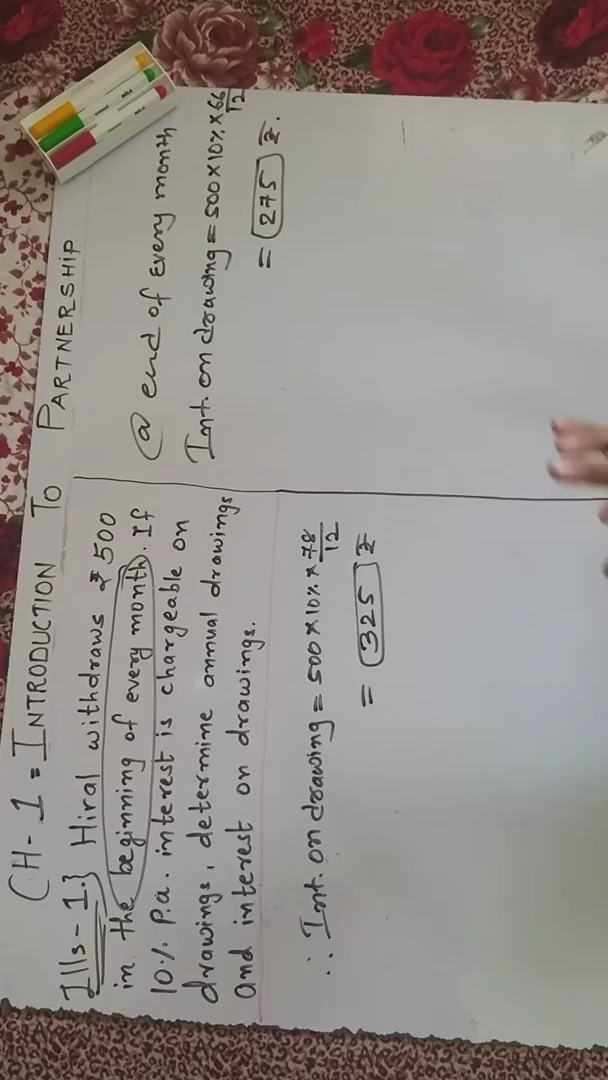 CH-1=INTRODUCTION TO PARTNERSHIP
Ills-1.} Hiral withdraws ₹500
in the beginning of every month. If
10% p.a. interest is chargeable on
drawings, determine annual drawings
and interest on drawings.
∴ Int. on drawing = 500×10%×78/12
= 325 ₹
@ end of every month
Int. on drawing = 500×10%×66/12
= 275 ₹.